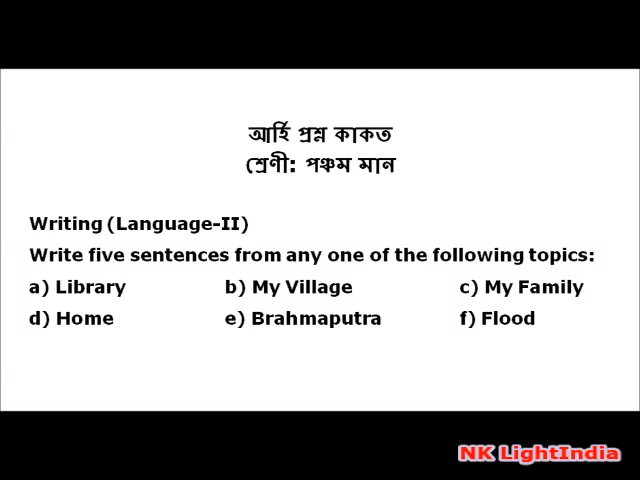 আৰ্হি প্ৰশ্ন কাকত
শ্ৰেণী: পঞ্চম মান
Writing (Language-II)
Write five sentences from any one of the following topics:
a) Library b) My Village c) My Family
d) Home e) Brahmaputra f) Flood
NK LightIndia